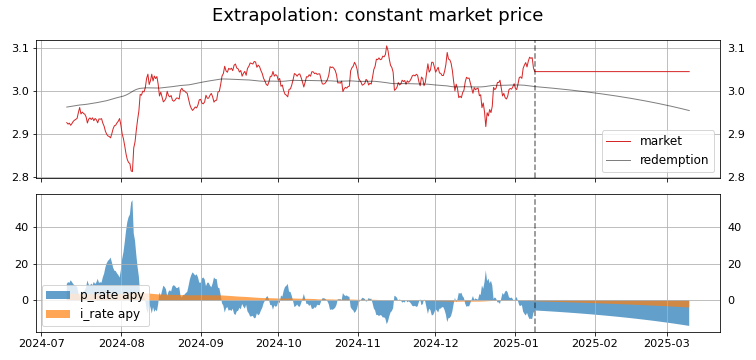 Extrapolation: constant market price
3.1 3.1
3.0 3.0
2.9 2.9
2.8 2.8
market
redemption
40 40
20 20
0 0
p_rate apy
i_rate apy
2024-07 2024-08 2024-09 2024-10 2024-11 2024-12 2025-01 2025-02 2025-03